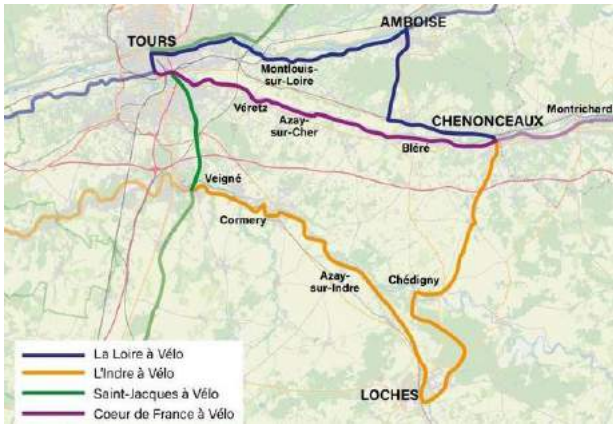 AMBOISE
TOURS
Montlouis-
sur-Loire
Montrichard
CHENONCEAUX
Véretz
Azay-
sur-Cher
Bléré
Veigné
Cormery
Azay-
sur-Indre
Chédigny
LOCHES
La Loire à Vélo
L'Indre à Vélo
Saint-Jacques à Vélo
Coeur de France à Vélo